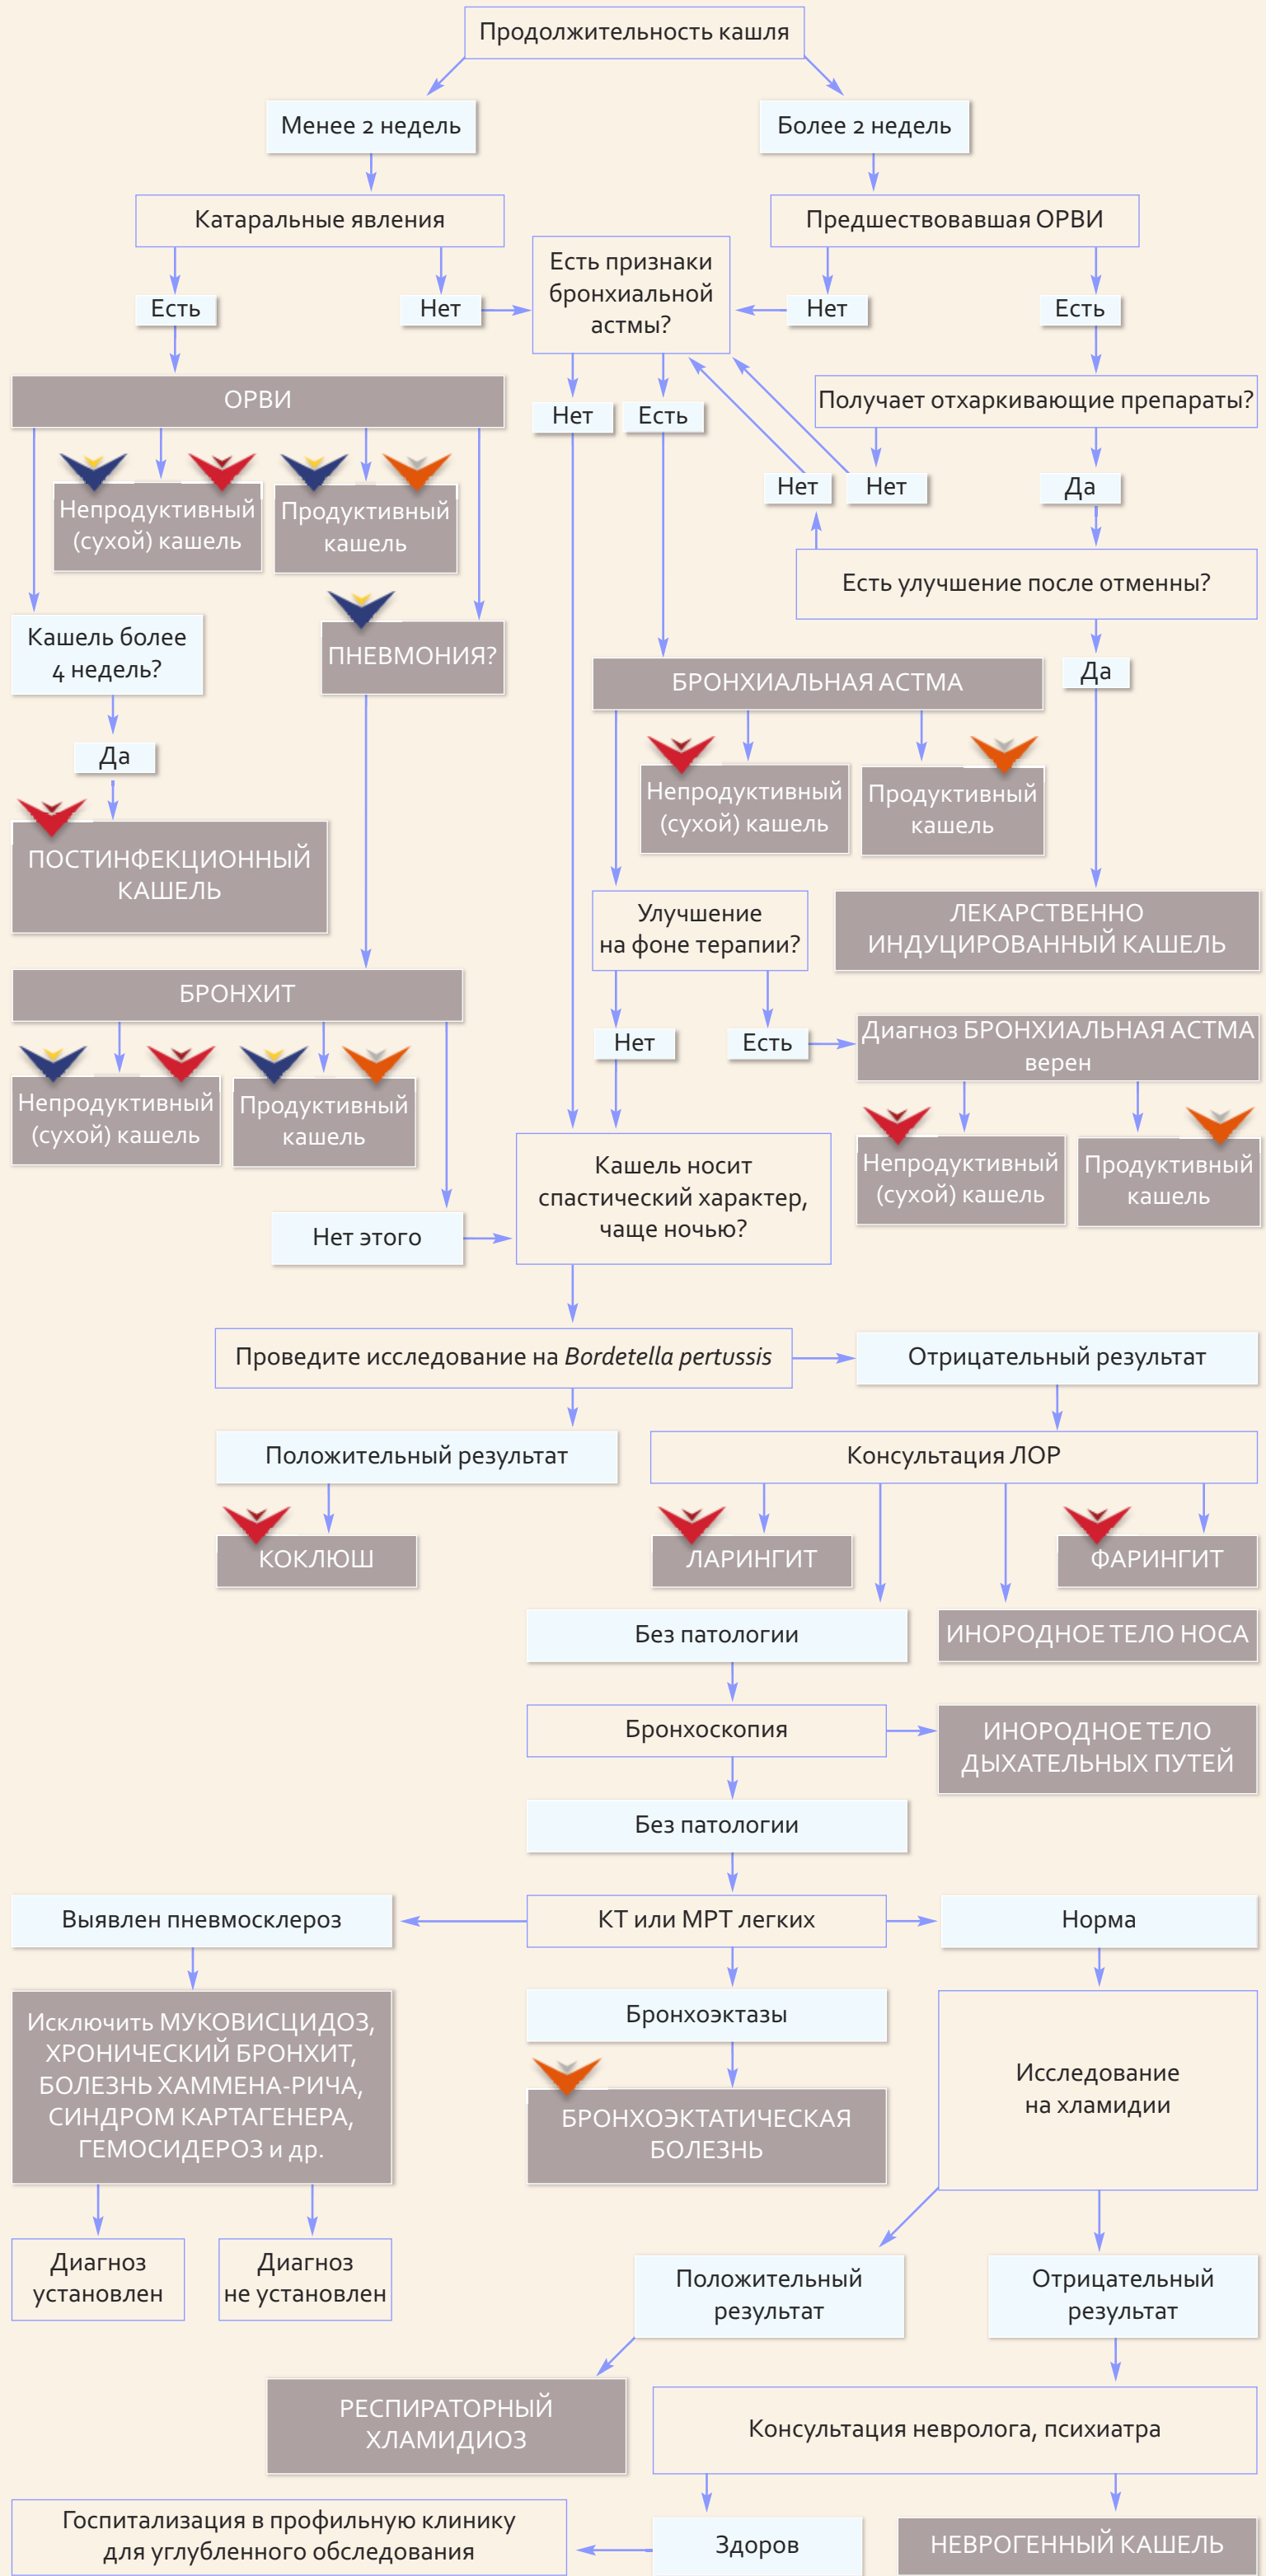 Продолжительность кашля
Менее 2 недель
Более 2 недель
Катаральные явления
Предшествовавшая ОРВИ
Есть признаки
бронхиальной
астмы?
Есть
Нет
Нет
Есть
ОРВИ
Нет
Есть
Получает отхаркивающие препараты?
Непродуктивный
(сухой) кашель
Продуктивный
кашель
Нет
Нет
Да
Есть улучшение после отменны?
Кашель более
4 недель?
ПНЕВМОНИЯ?
БРОНХИАЛЬНАЯ АСТМА
Да
Да
Непродуктивный
(сухой) кашель
Продуктивный
кашель
ПОСТИНФЕКЦИОННЫЙ
КАШЕЛЬ
Улучшение
на фоне терапии?
ЛЕКАРСТВЕННО
ИНДУЦИРОВАННЫЙ КАШЕЛЬ
БРОНХИТ
Нет
Есть
Диагноз БРОНХИАЛЬНАЯ АСТМА
верен
Непродуктивный
(сухой) кашель
Продуктивный
кашель
Кашель носит
спастический характер,
чаще ночью?
Непродуктивный
(сухой) кашель
Продуктивный
кашель
Нет этого
Проведите исследование на Bordetella pertussis
Отрицательный результат
Положительный результат
Консультация ЛОР
КОКЛЮШ
ЛАРИНГИТ
ФАРИНГИТ
Без патологии
ИНОРОДНОЕ ТЕЛО НОСА
Бронхоскопия
ИНОРОДНОЕ ТЕЛО
ДЫХАТЕЛЬНЫХ ПУТЕЙ
Без патологии
Выявлен пневмосклероз
КТ или МРТ легких
Норма
Исключить МУКОВИСЦИДОЗ,
ХРОНИЧЕСКИЙ БРОНХИТ,
БОЛЕЗНЬ ХАММЕНА-РИЧА,
СИНДРОМ КАРТАГЕНЕРА,
ГЕМОСИДЕРОЗ и др.
Бронхоэктазы
Исследование
на хламидии
БРОНХОЭКТАТИЧЕСКАЯ
БОЛЕЗНЬ
Диагноз
установлен
Диагноз
не установлен
Положительный
результат
Отрицательный
результат
РЕСПИРАТОРНЫЙ
ХЛАМИДИОЗ
Консультация невролога, психиатра
Госпитализация в профильную клинику
для углубленного обследования
Здоров
НЕВРОГЕННЫЙ КАШЕЛЬ